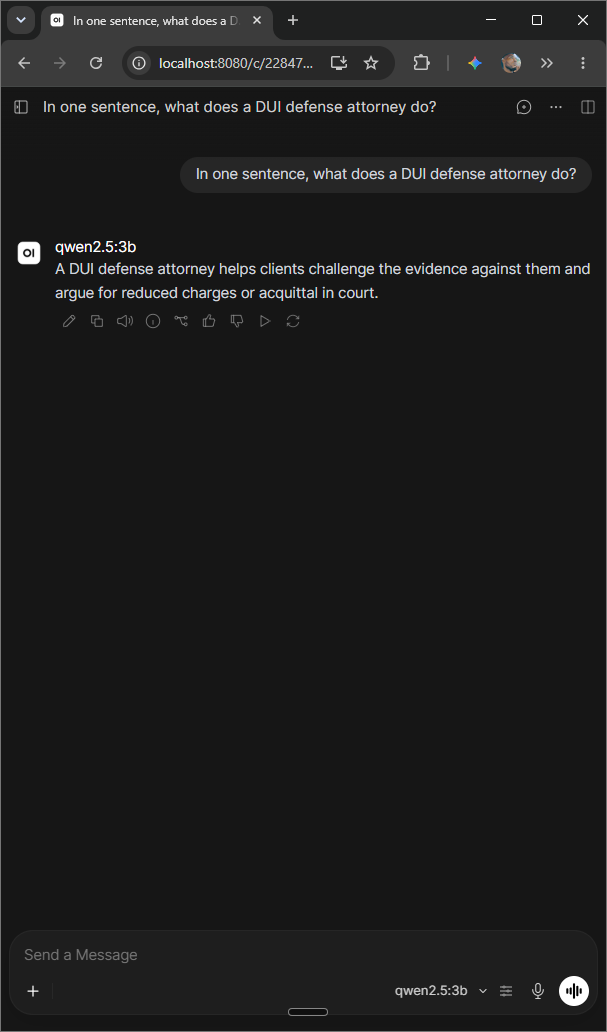 OI In one sentence, what does a D
localhost:8080/c/22847...
In one sentence, what does a DUI defense attorney do?
In one sentence, what does a DUI defense attorney do?
OI qwen2.5:3b
A DUI defense attorney helps clients challenge the evidence against them and
argue for reduced charges or acquittal in court.
Send a Message
qwen2.5:3b